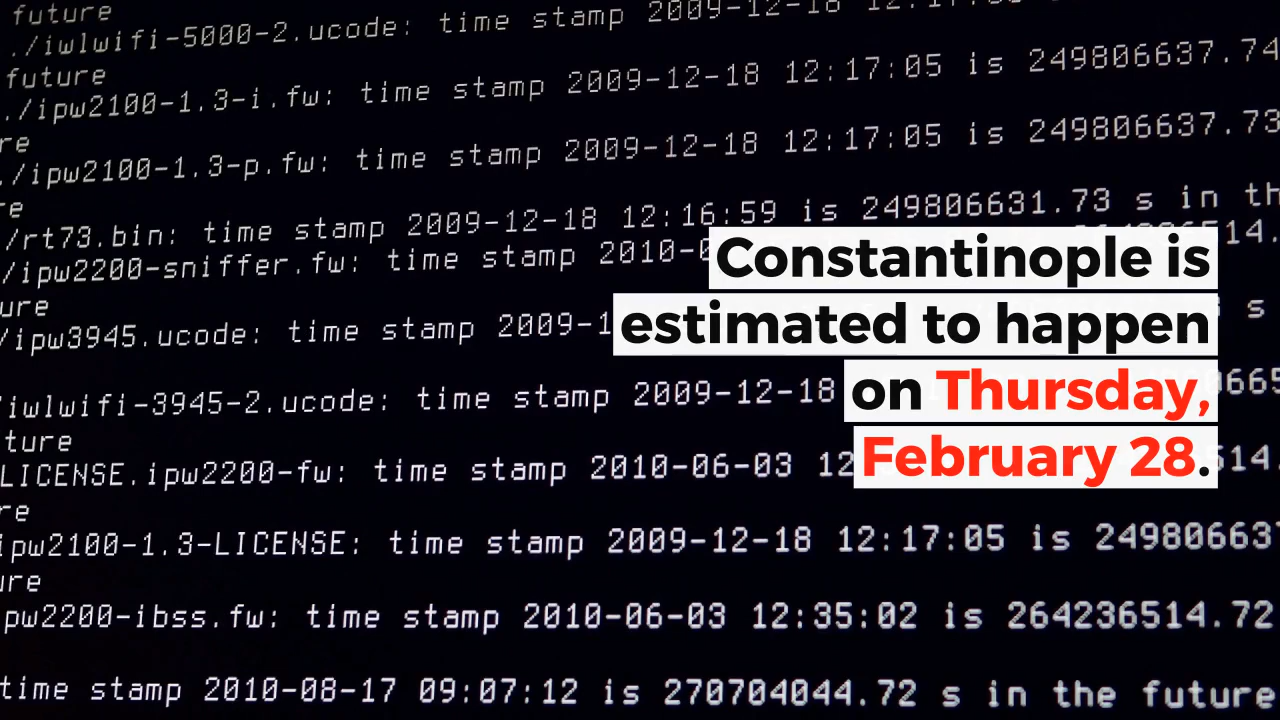 future
./iwlwifi-5000-2.ucode: time stamp 2009-12-18
future
./ipw2100-1.3-i.fw: time stamp 2009-12-18 12:17:05 is 249806637.74
re
./ipw2100-1.3-p.fw: time stamp 2009-12-18 12:17:05 is 249806637.73
re
/rt73.bin: time stamp 2009-12-18 12:16:59 is 249806631.73 s in th
/ipw2200-sniffer.fw: time stamp 2010-0
ure
/ipw3945.ucode: time stamp 2009-1
s
/iwlwifi-3945-2.ucode: time stamp 2009-12-18
ture
LICENSE.ipw2200-fw: time stamp 2010-06-03 12
re
ipw2100-1.3-LICENSE: time stamp 2009-12-18 12:17:05 is 24980663
ure
pw2200-ibss.fw: time stamp 2010-06-03 12:35:02 is 264236514.72
time stamp 2010-08-17 09:07:12 is 270704044.72 s in the future
Constantinople is
estimated to happen
on Thursday,
February 28.